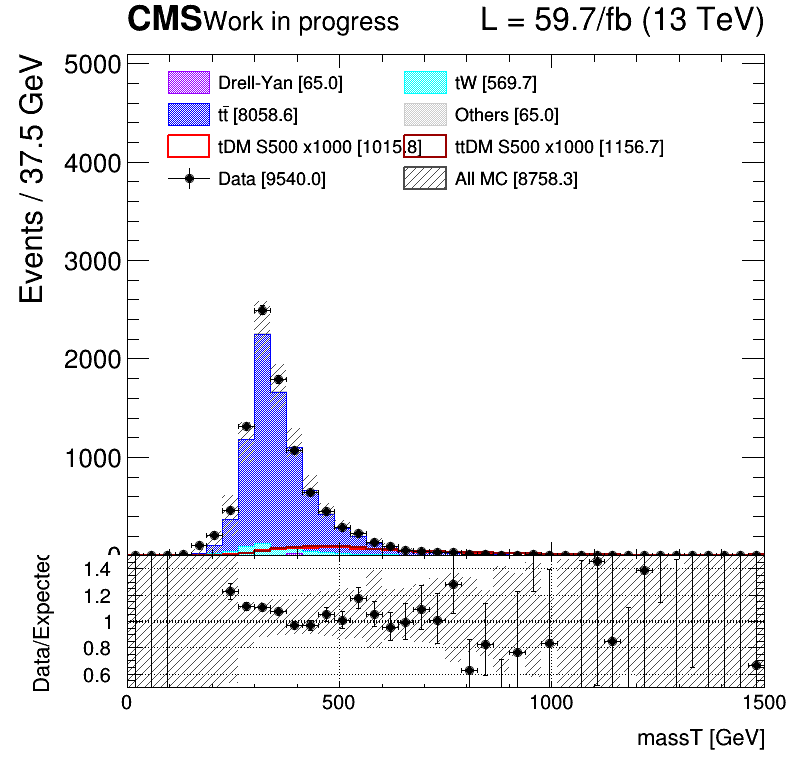 CMS Work in progress L = 59.7/fb (13 TeV)
Events / 37.5 GeV
5000
4000
3000
2000
1000
0
Drell-Yan [65.0] tW [569.7]
tt̄ [8058.6] Others [65.0]
tDM S500 x1000 [1015.8] ttDM S500 x1000 [1156.7]
Data [9540.0] All MC [8758.3]
Data/Expected
1.4
1.2
1
0.8
0.6
0 500 1000 1500
massT [GeV]